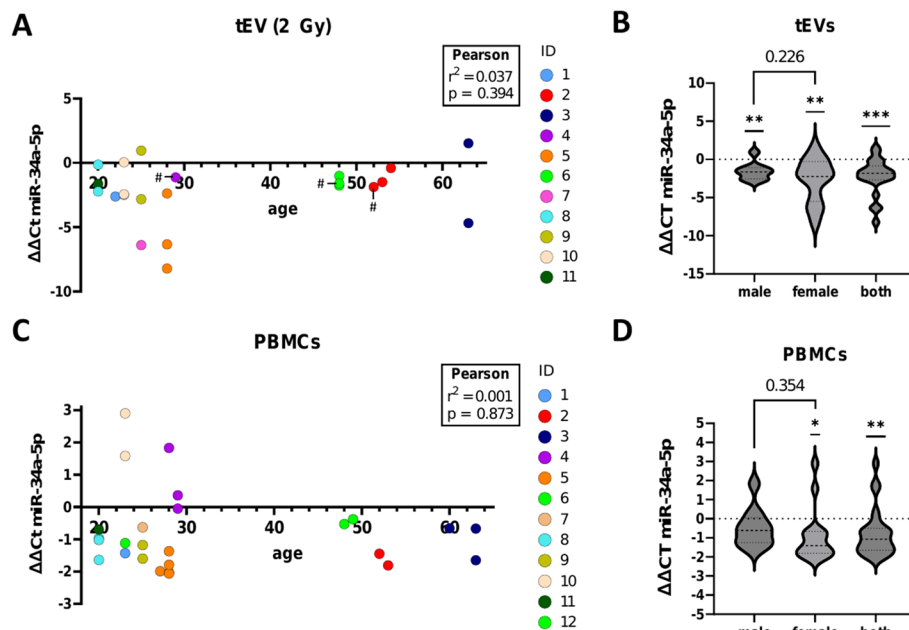 A
tEV (2 Gy)
Pearson
r² = 0.037
p = 0.394
ID
1
2
3
4
5
6
7
8
9
10
11
ΔΔCt miR-34a-5p
5
0
-5
-10
20
30
40
50
60
age
#
#
#
B
tEVs
0.226
**
**
***
ΔΔCT miR-34a-5p
10
5
0
-5
-10
-15
male
female
both
C
PBMCs
Pearson
r² = 0.001
p = 0.873
ID
1
2
3
4
5
6
7
8
9
10
11
12
ΔΔCt miR-34a-5p
3
2
1
0
-1
-2
-3
20
30
40
50
60
age
D
PBMCs
0.354
*
**
ΔΔCT miR-34a-5p
5
4
3
2
1
0
-1
-2
-3
-4
-5
male
female
both